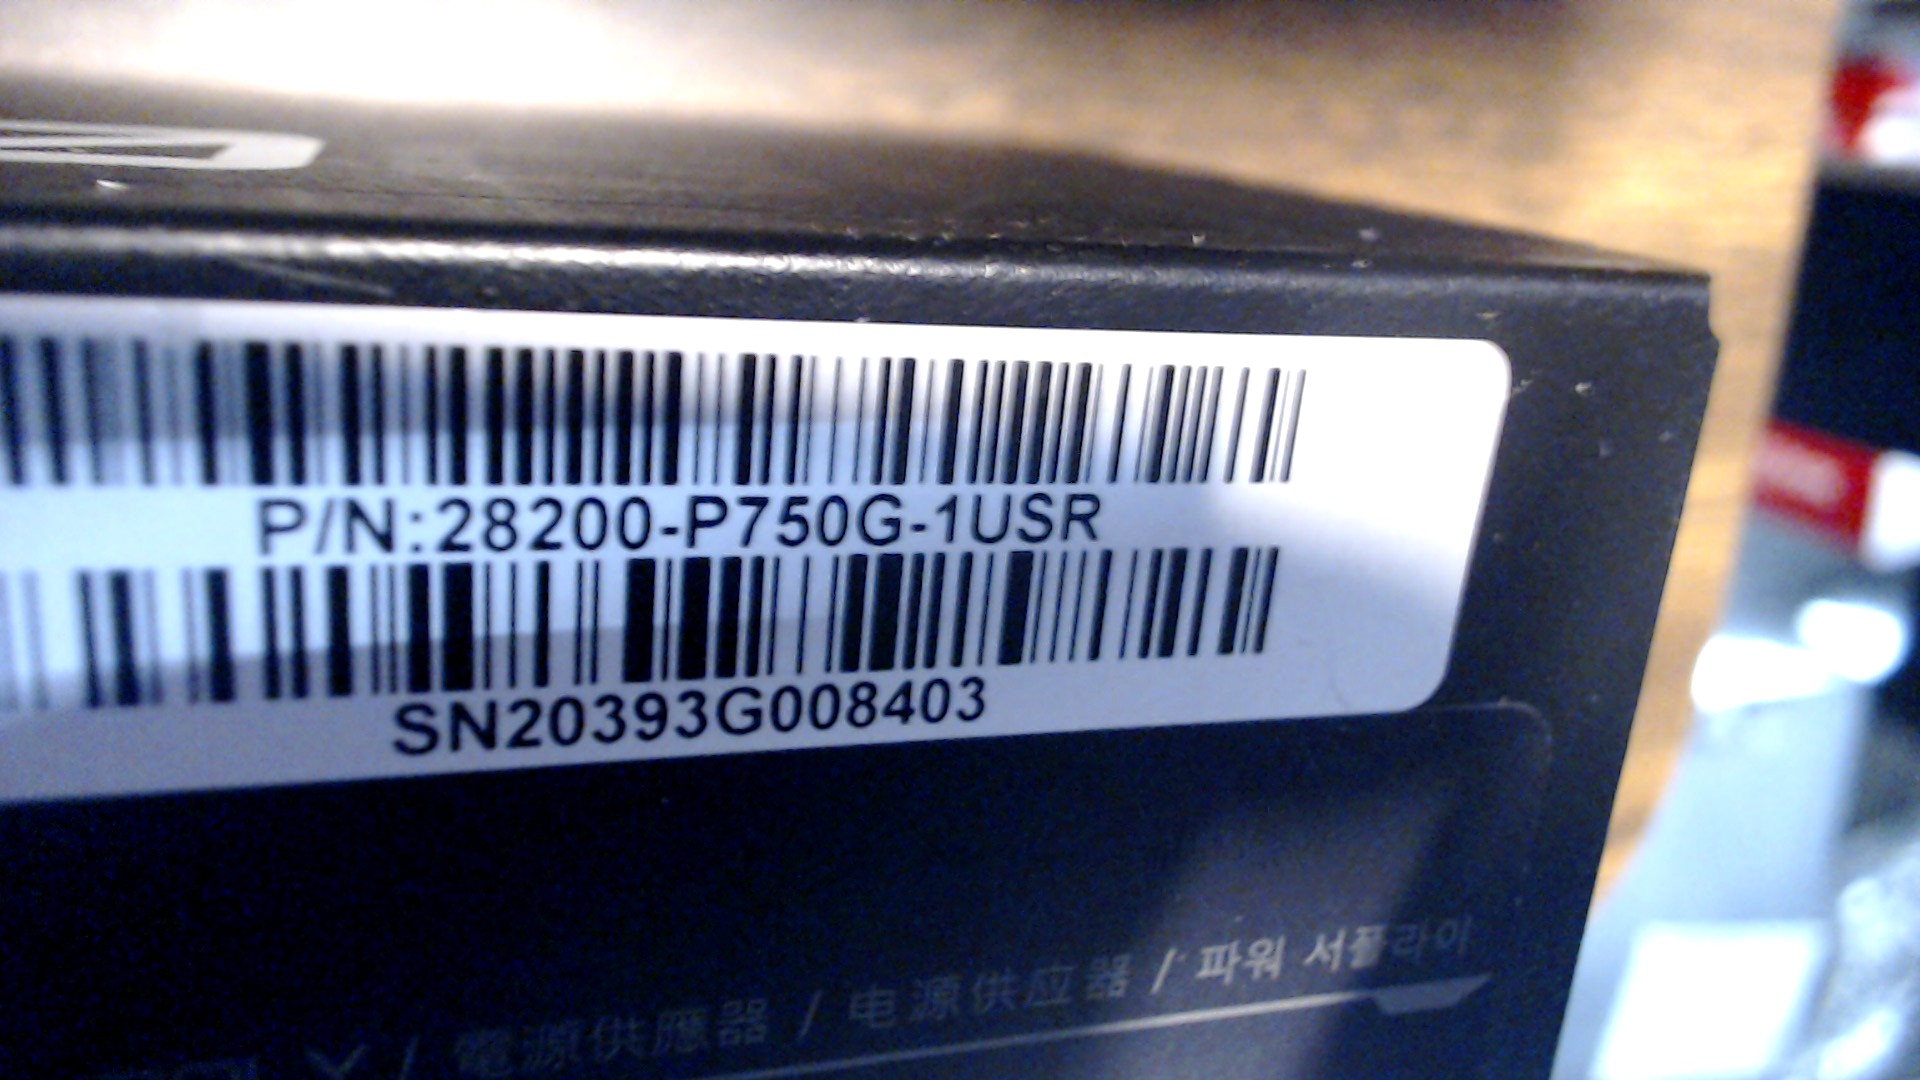 P/N:28200-P750G-1USR
SN20393G008403
/ 電源供應器 / 电源供应器 / 파워 서플라이